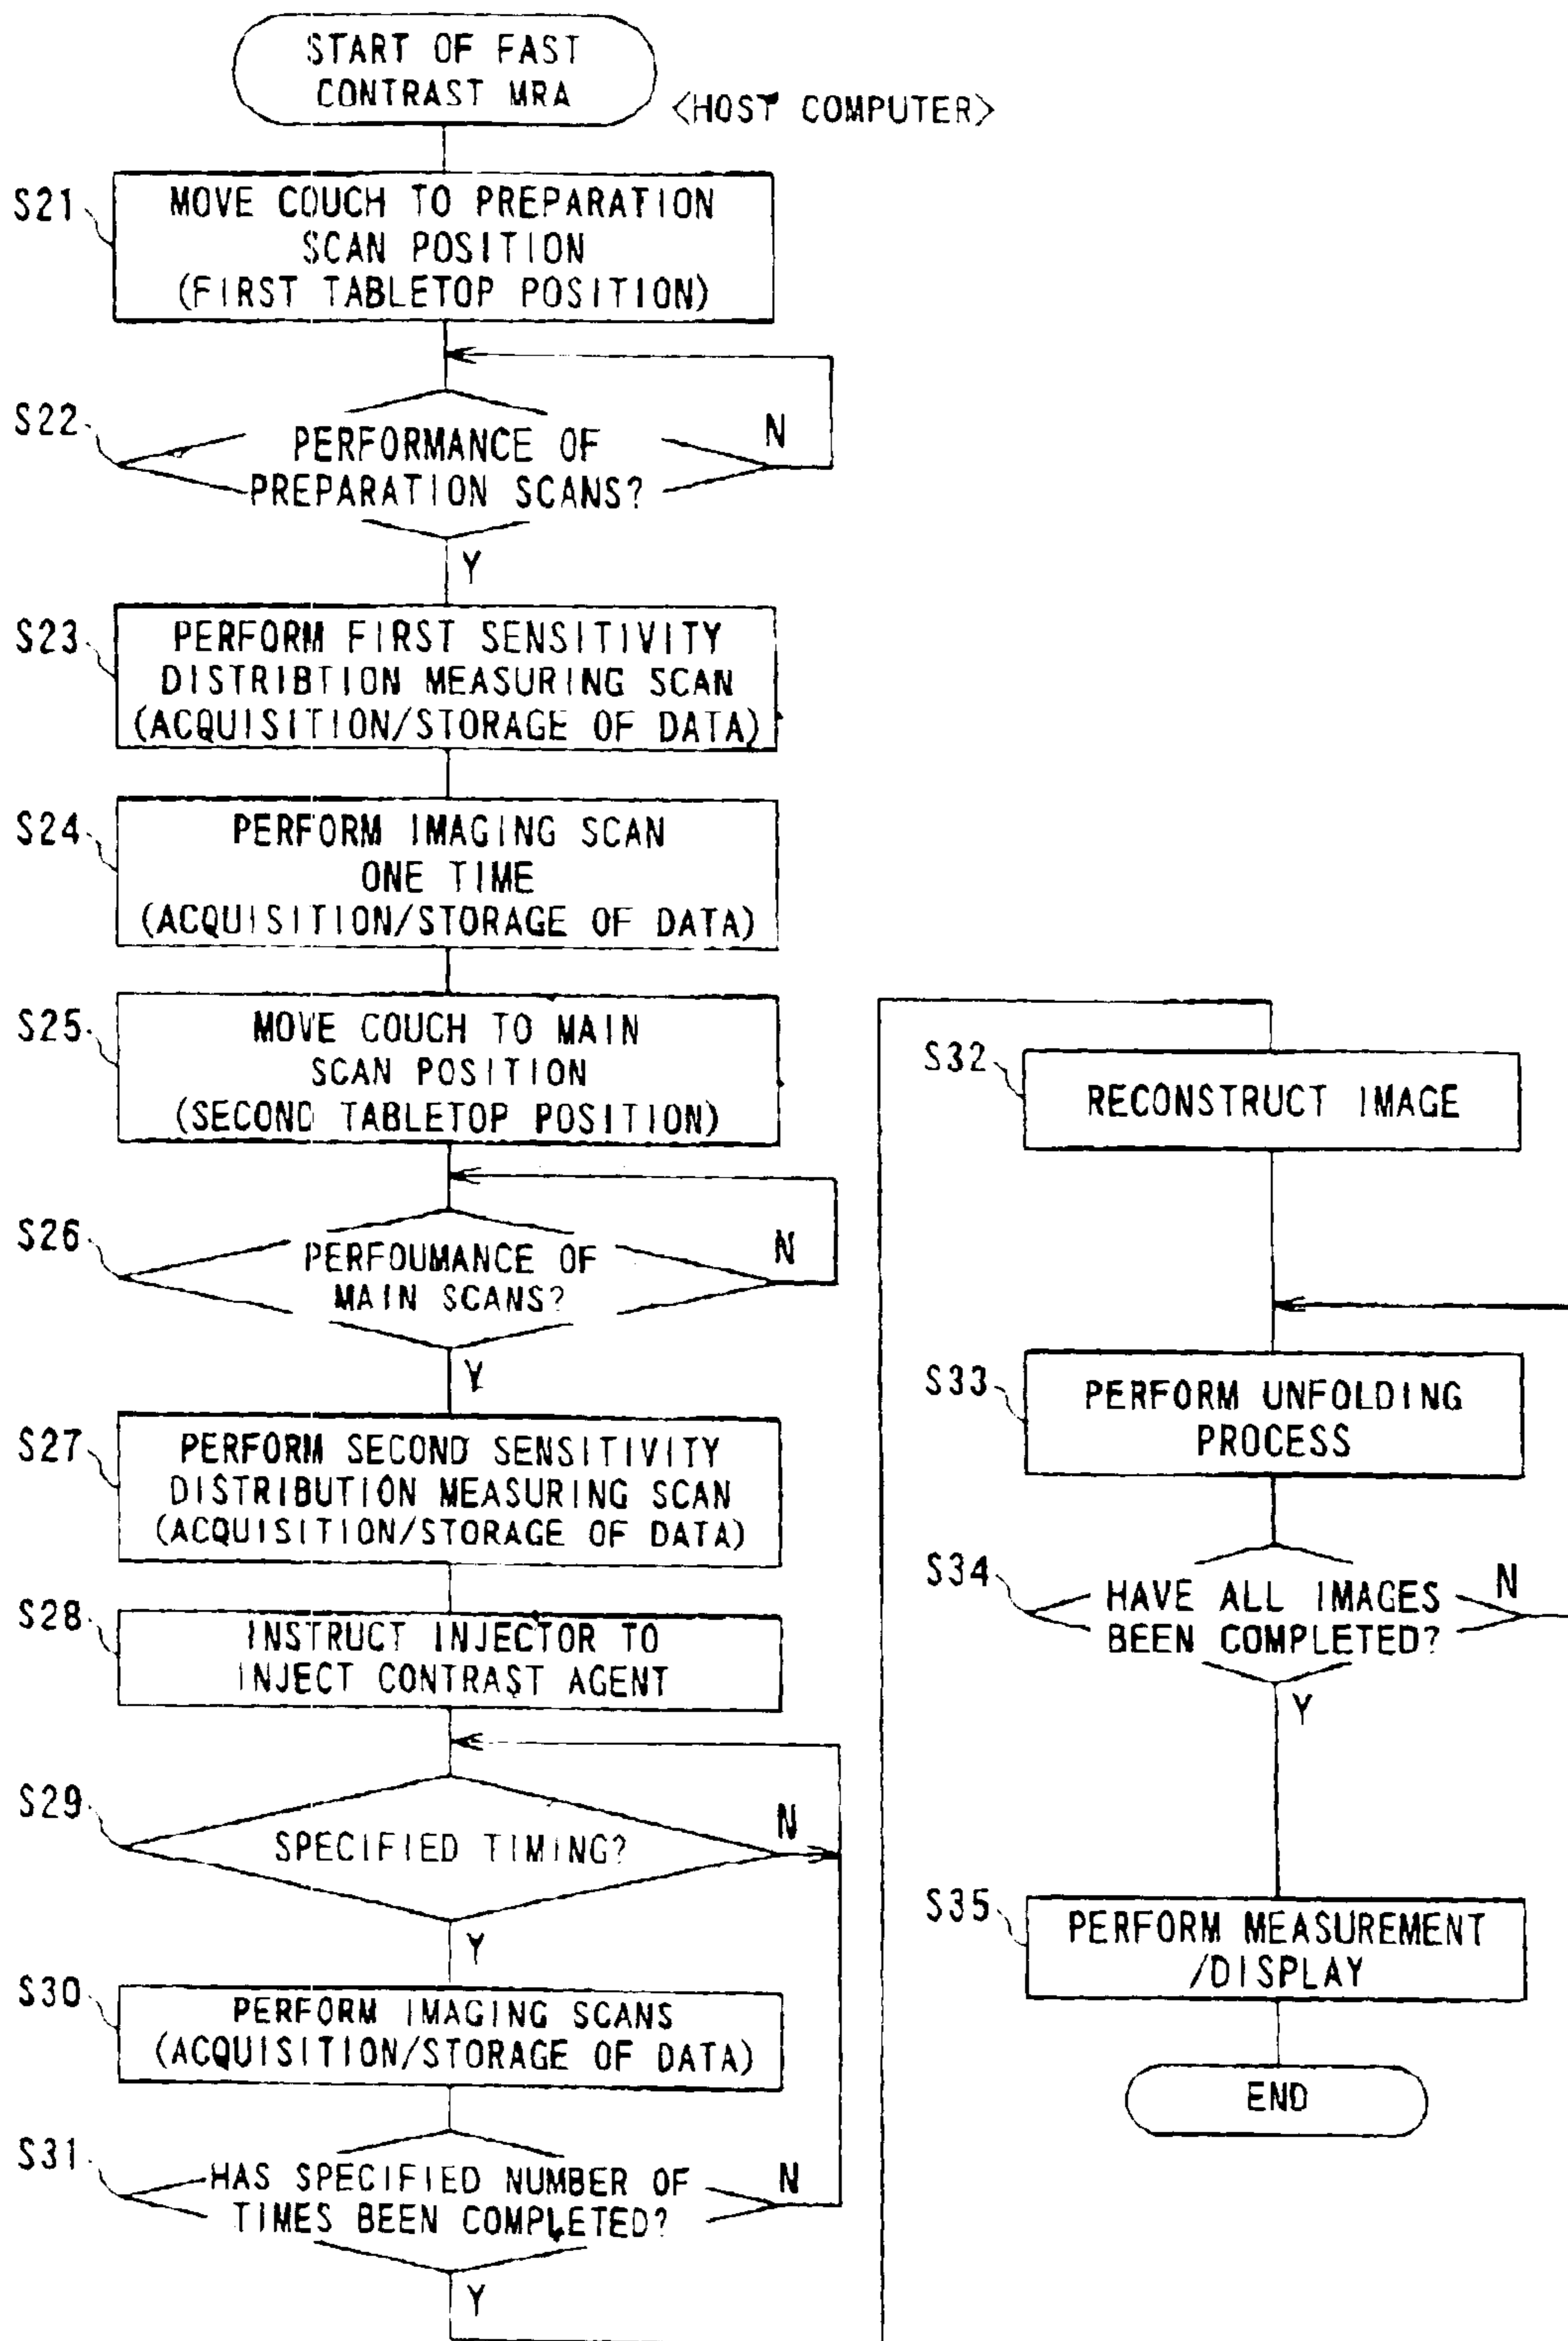 START OF FAST
CONTRAST MRA
<HOST COMPUTER>
S21
MOVE COUCH TO PREPARATION
SCAN POSITION
(FIRST TABLETOP POSITION)
S22
PERFORMANCE OF
PREPARATION SCANS?
N
Y
S23
PERFORM FIRST SENSITIVITY
DISTRIBTION MEASURING SCAN
(ACQUISITION/STORAGE OF DATA)
S24
PERFORM IMAGING SCAN
ONE TIME
(ACQUISITION/STORAGE OF DATA)
S25
MOVE COUCH TO MAIN
SCAN POSITION
(SECOND TABLETOP POSITION)
S26
PERFOUMANCE OF
MAIN SCANS?
N
Y
S27
PERFORM SECOND SENSITIVITY
DISTRIBUTION MEASURING SCAN
(ACQUISITION/STORAGE OF DATA)
S28
INSTRUCT INJECTOR TO
INJECT CONTRAST AGENT
S29
SPECIFIED TIMING?
N
Y
S30
PERFORM IMAGING SCANS
(ACQUISITION/STORAGE OF DATA)
S31
HAS SPECIFIED NUMBER OF
TIMES BEEN COMPLETED?
N
Y
S32
RECONSTRUCT IMAGE
S33
PERFORM UNFOLDING
PROCESS
S34
HAVE ALL IMAGES
BEEN COMPLETED?
N
Y
S35
PERFORM MEASUREMENT
/DISPLAY
END